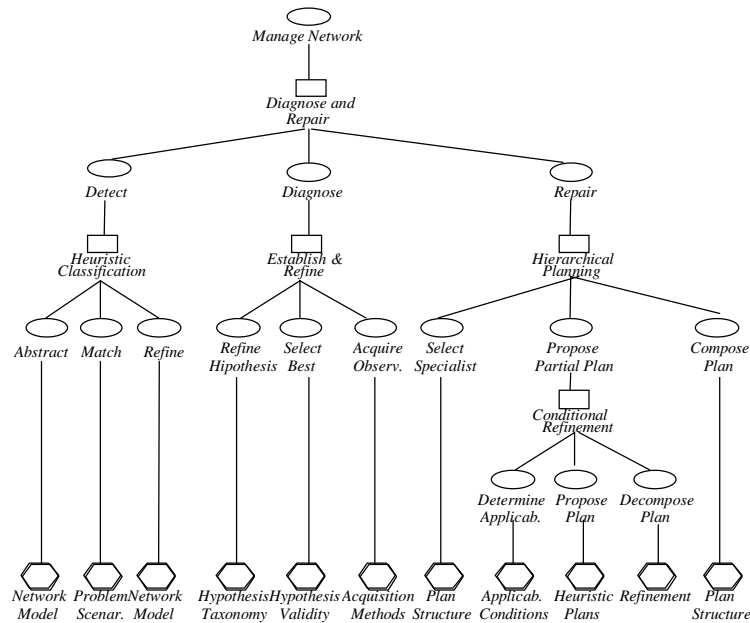 Manage Network
Diagnose and
Repair
Detect
Diagnose
Repair
Heuristic
Classification
Establish &
Refine
Hierarchical
Planning
Abstract
Match
Refine
Refine
Hipothesis
Select
Best
Acquire
Observ.
Select
Specialist
Propose
Partial Plan
Compose
Plan
Conditional
Refinement
Determine
Applicab.
Propose
Plan
Decompose
Plan
Network
Model
Problem
Scenar.
Network
Model
Hypothesis
Taxonomy
Hypothesis
Validity
Acquisition
Methods
Plan
Structure
Applicab.
Conditions
Heuristic
Plans
Refinement
Plan
Structure